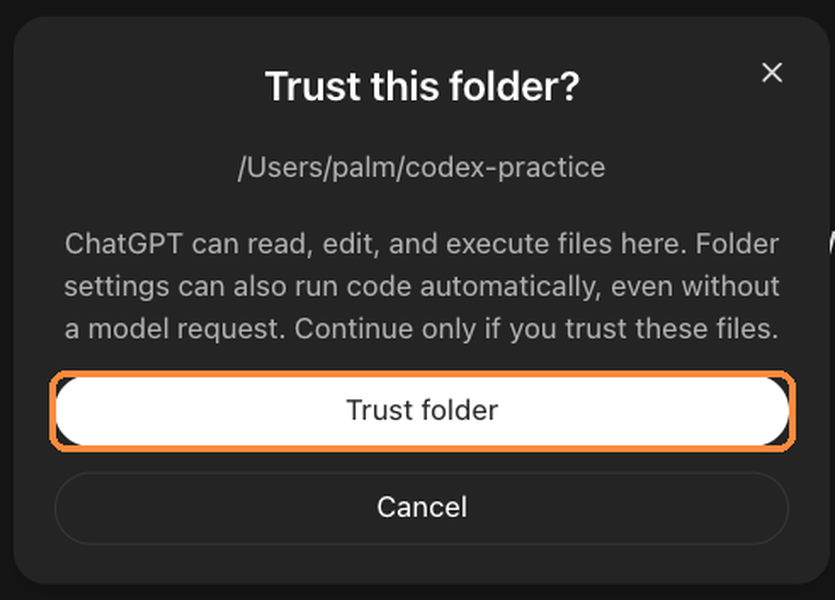 Trust this folder?
/Users/palm/codex-practice
ChatGPT can read, edit, and execute files here. Folder
settings can also run code automatically, even without
a model request. Continue only if you trust these files.
Trust folder
Cancel